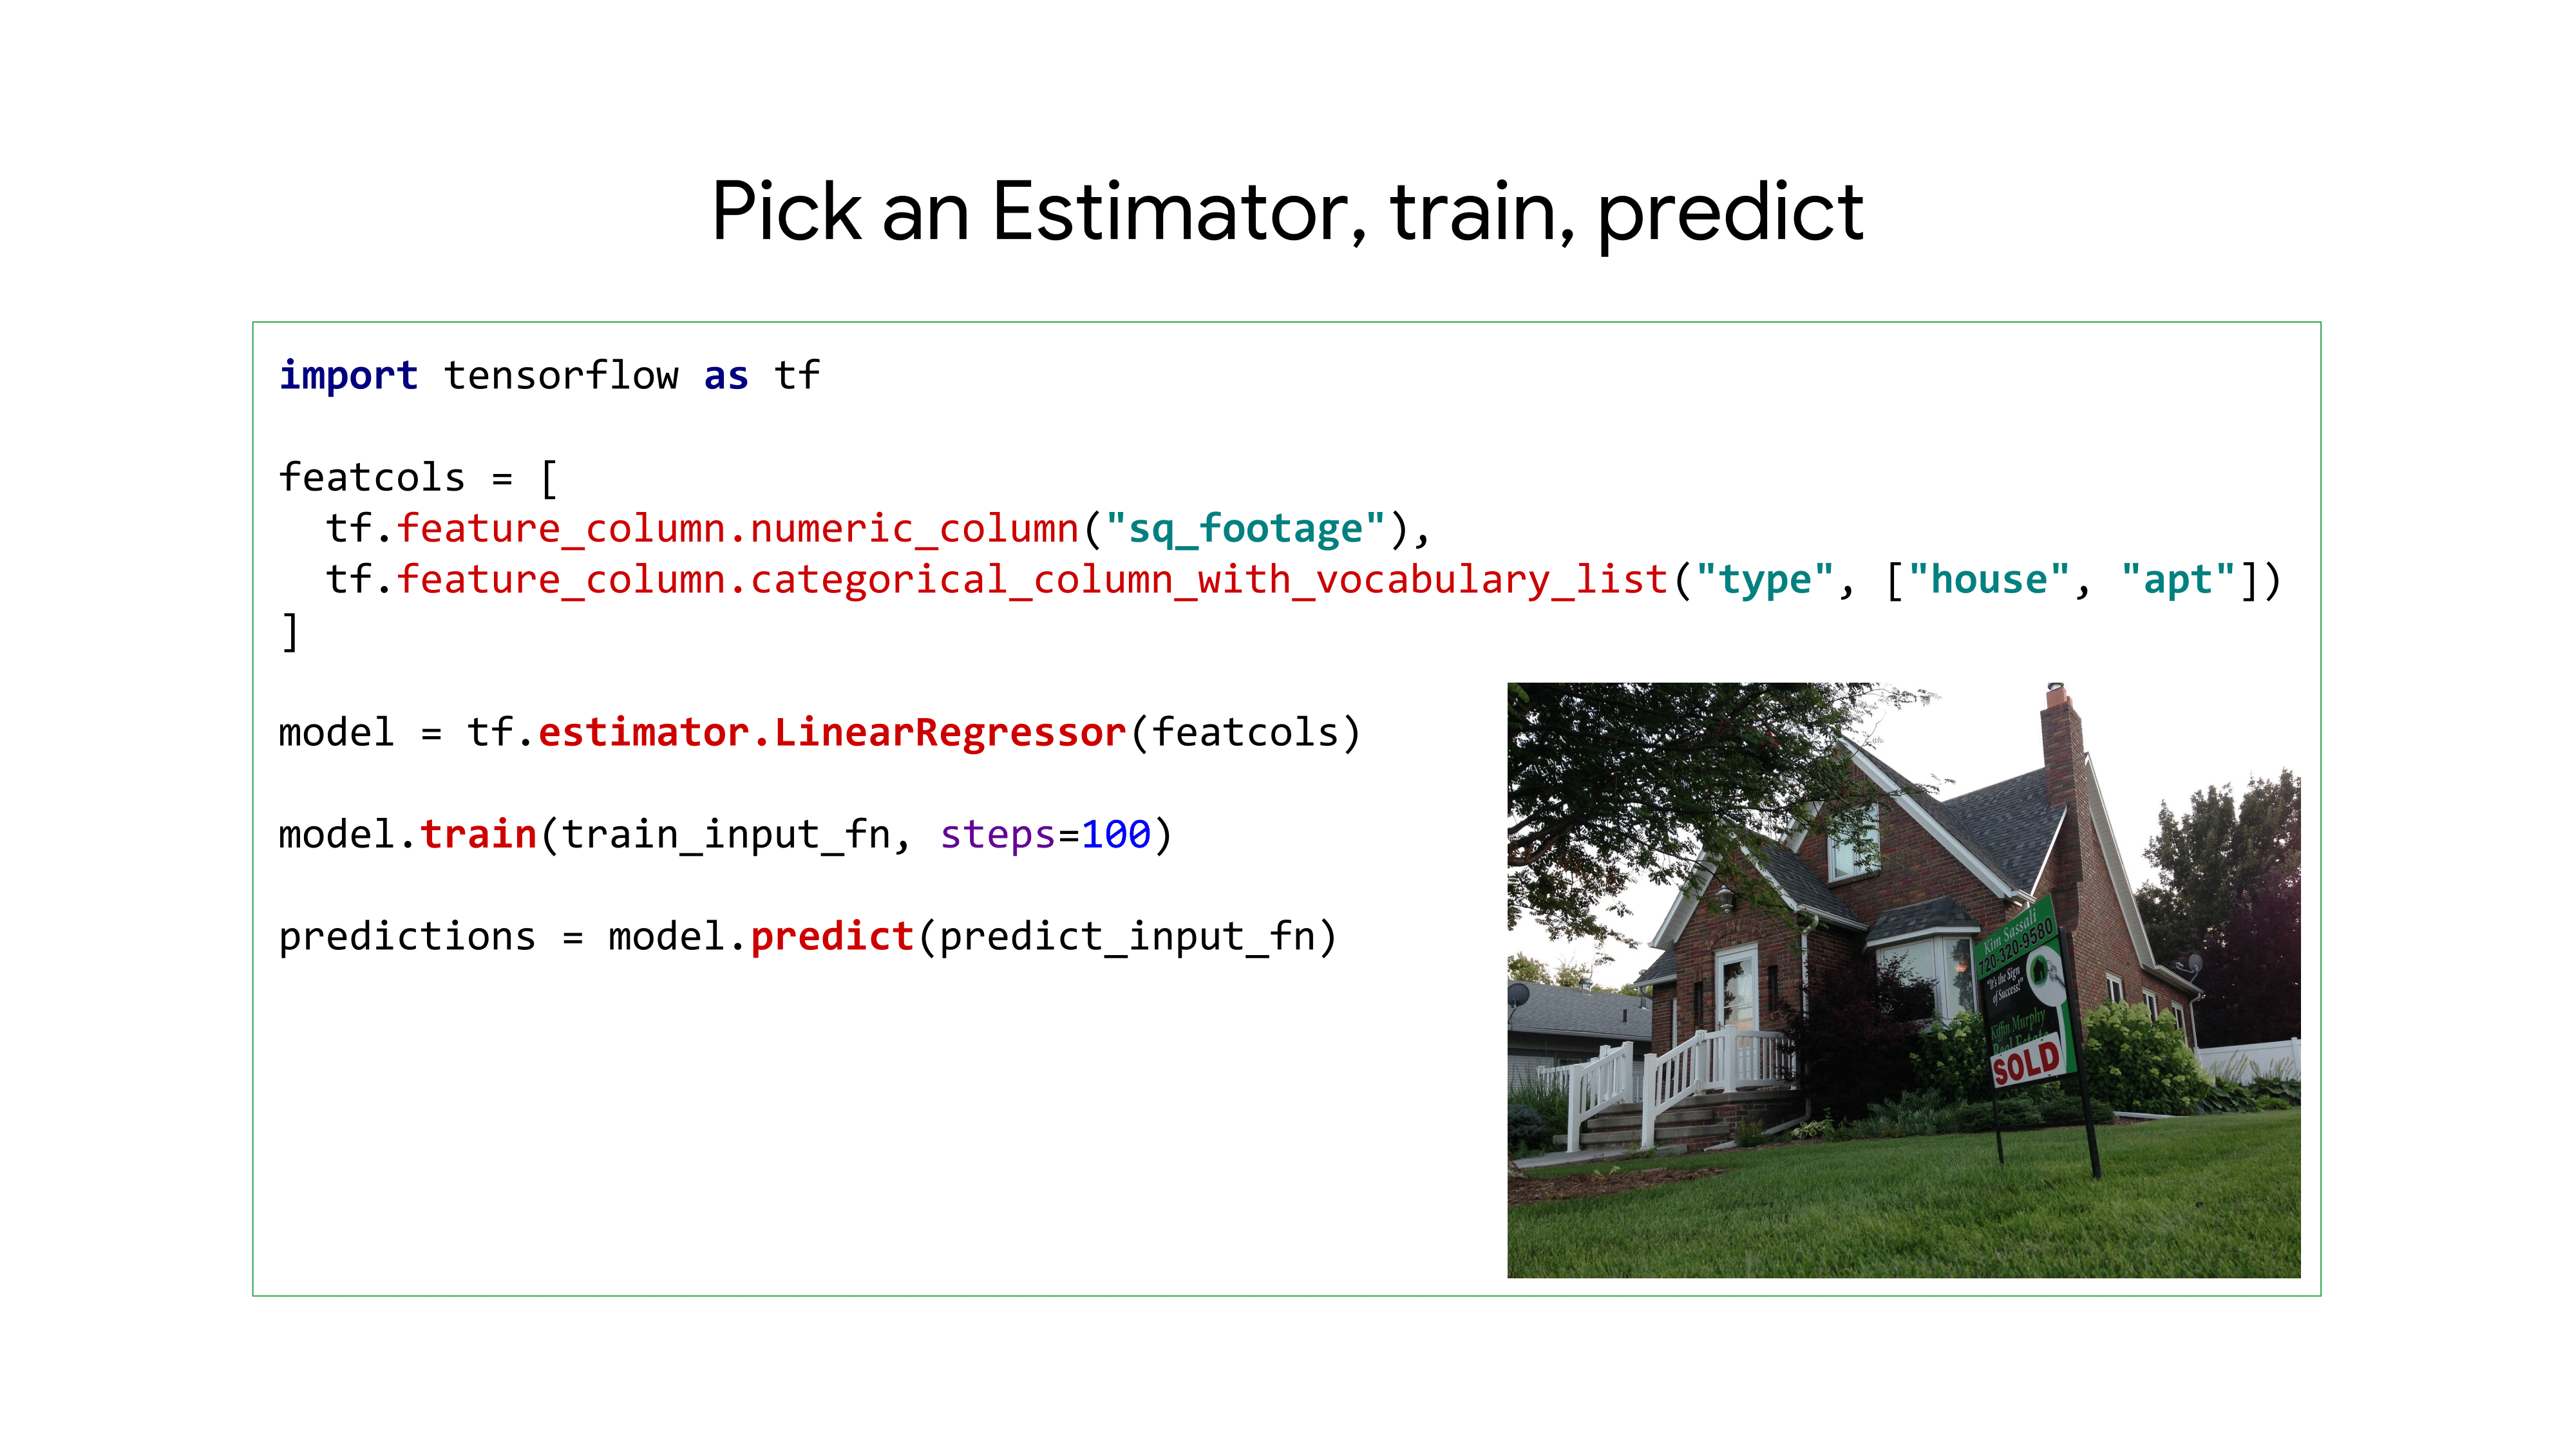 Pick an Estimator, train, predict
import tensorflow as tf
featcols = [
  tf.feature_column.numeric_column("sq_footage"),
  tf.feature_column.categorical_column_with_vocabulary_list("type", ["house", "apt"])
]
model = tf.estimator.LinearRegressor(featcols)
model.train(train_input_fn, steps=100)
predictions = model.predict(predict_input_fn)
Kim Sassali
720-320-9580
"It's the Sign
of Success!"
Kiffin Murphy
Real Estate
SOLD